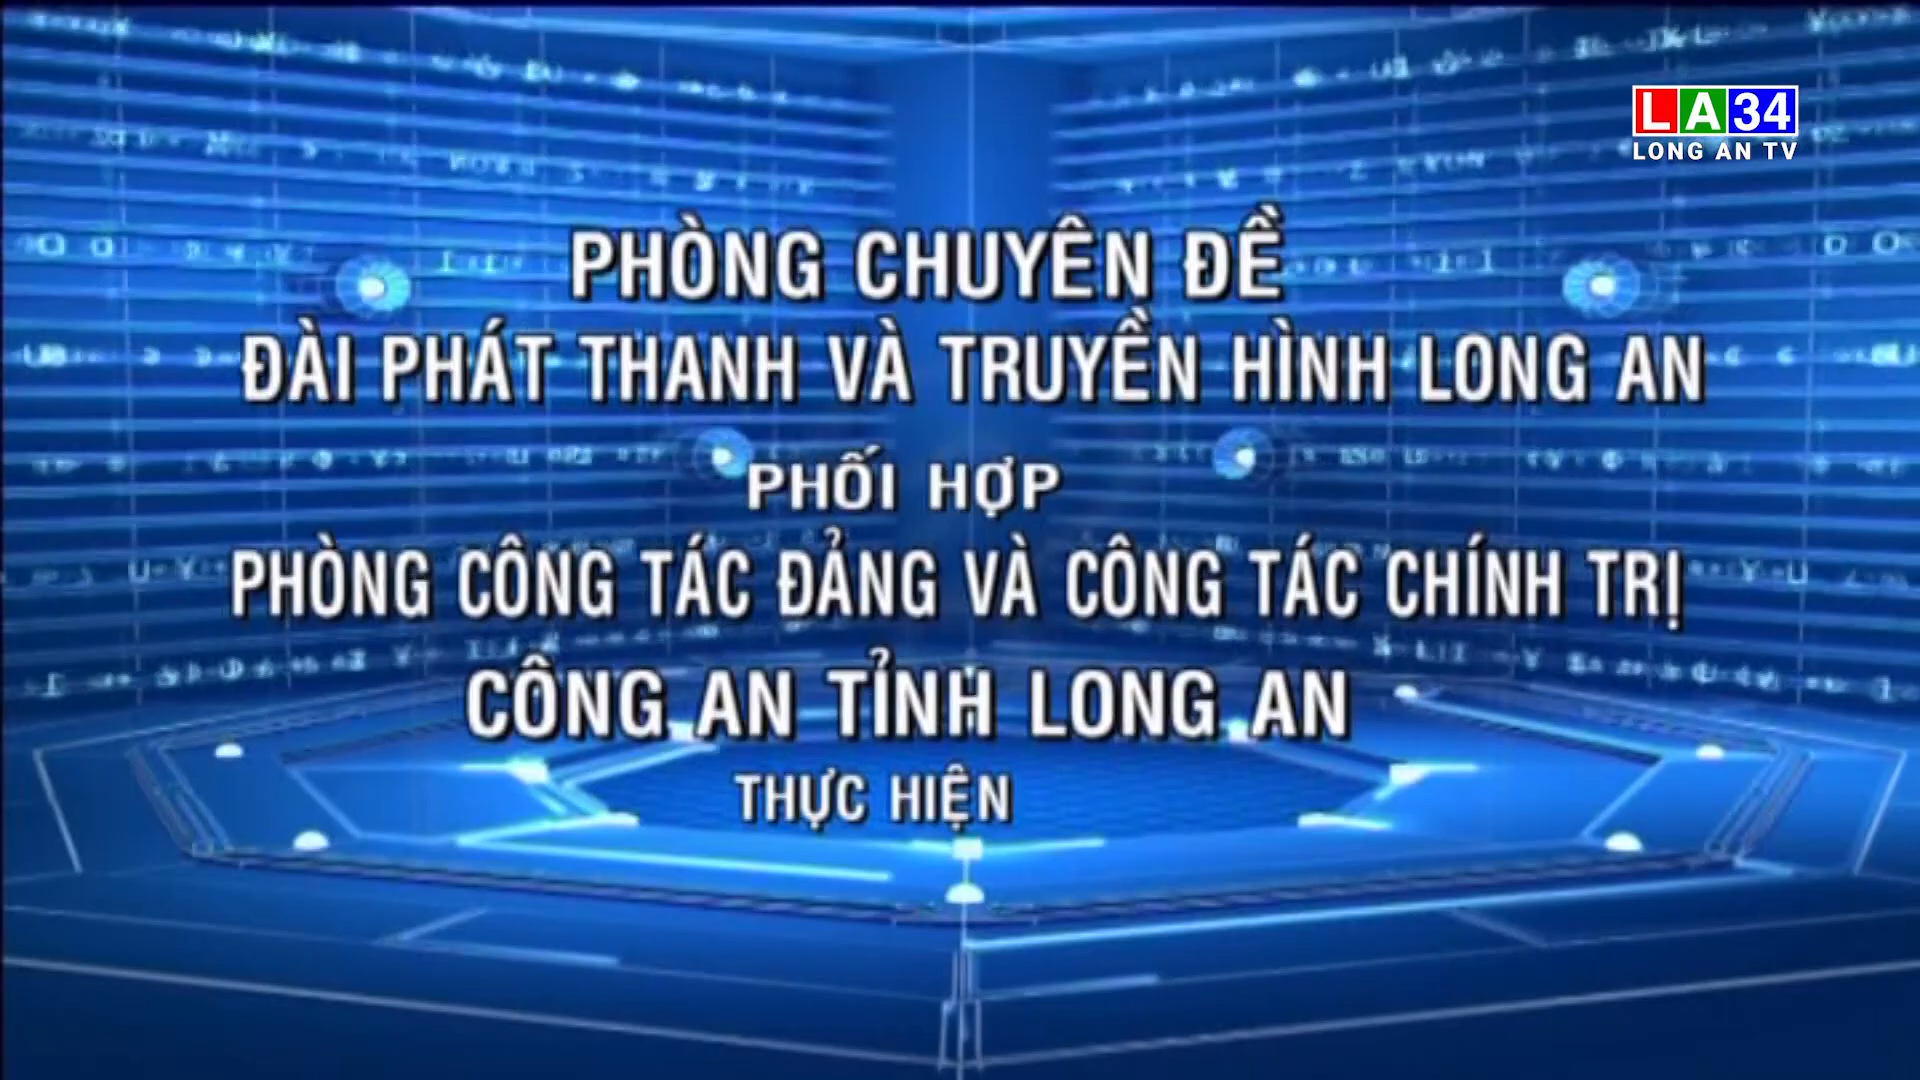 LA34
LONG AN TV
PHÒNG CHUYÊN ĐỀ
ĐÀI PHÁT THANH VÀ TRUYỀN HÌNH LONG AN
PHỐI HỢP
PHÒNG CÔNG TÁC ĐẢNG VÀ CÔNG TÁC CHÍNH TRỊ
CÔNG AN TỈNH LONG AN
THỰC HIỆN